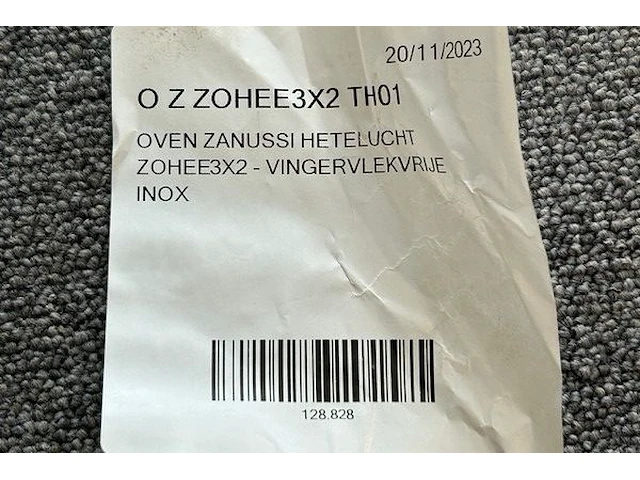 20/11/2023
O Z ZOHEE3X2 TH01
OVEN ZANUSSI HETELUCHT
ZOHEE3X2 - VINGERVLEKVRIJE
INOX
128.828